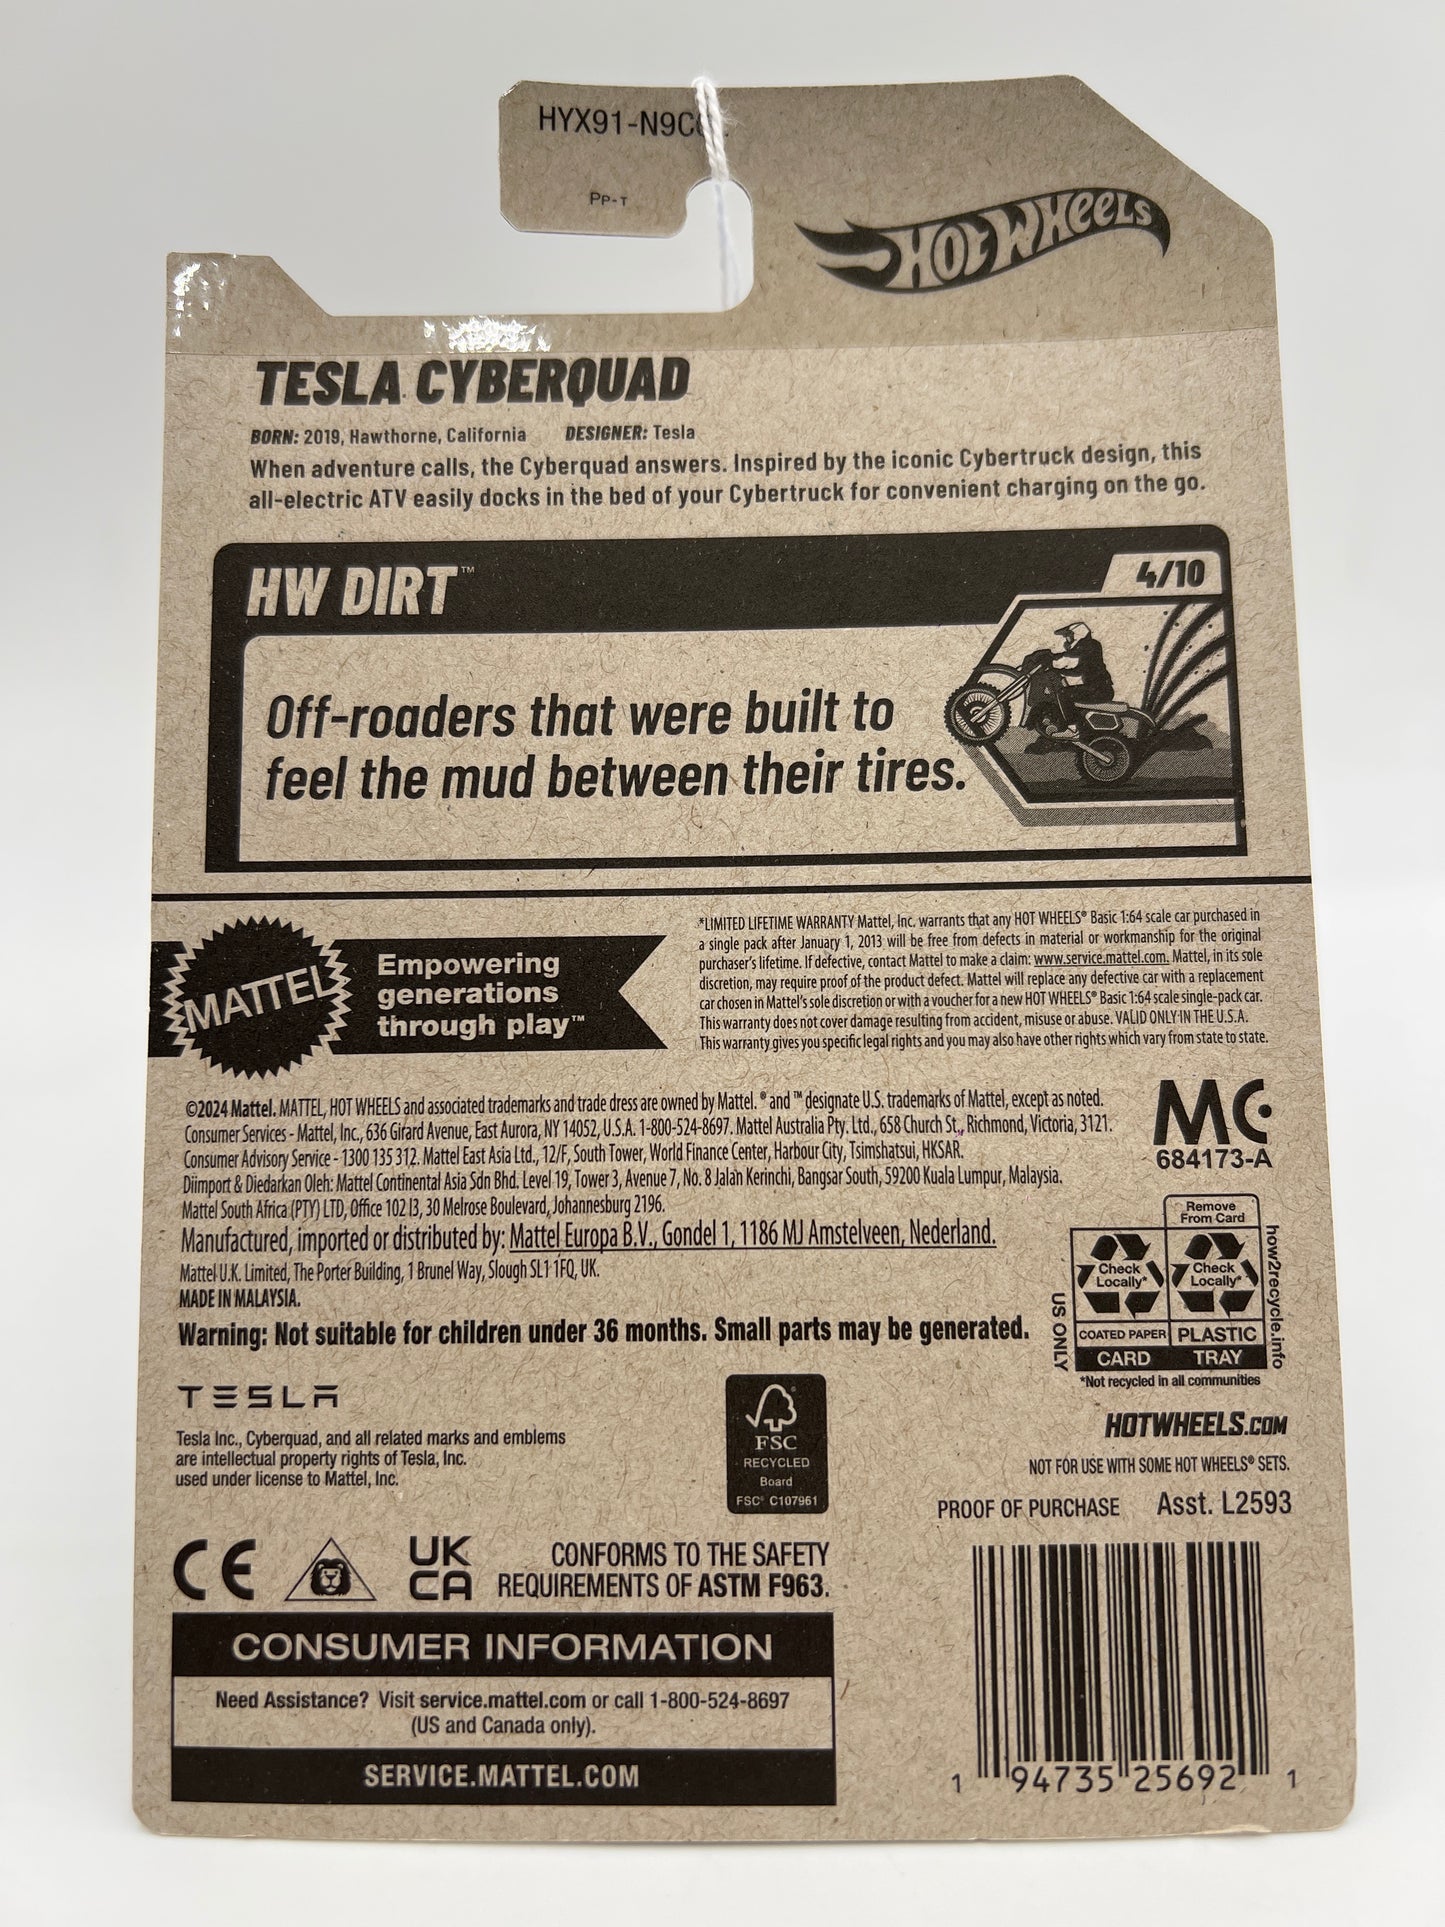 HYX91-N9C
PP-T
HOT WHEELS
TESLA CYBERQUAD
BORN: 2019, Hawthorne, California DESIGNER: Tesla
When adventure calls, the Cyberquad answers. Inspired by the iconic Cybertruck design, this
all-electric ATV easily docks in the bed of your Cybertruck for convenient charging on the go.
HW DIRT™
4/10
Off-roaders that were built to
feel the mud between their tires.
MATTEL
Empowering
generations
through play™
*LIMITED LIFETIME WARRANTY Mattel, Inc. warrants that any HOT WHEELS® Basic 1:64 scale car purchased in
a single pack after January 1, 2013 will be free from defects in material or workmanship for the original
purchaser's lifetime. If defective, contact Mattel to make a claim: www.service.mattel.com. Mattel, in its sole
discretion, may require proof of the product defect. Mattel will replace any defective car with a replacement
car chosen in Mattel's sole discretion or with a voucher for a new HOT WHEELS® Basic 1:64 scale single-pack car.
This warranty does not cover damage resulting from accident, misuse or abuse. VALID ONLY IN THE U.S.A.
This warranty gives you specific legal rights and you may also have other rights which vary from state to state.
©2024 Mattel. MATTEL, HOT WHEELS and associated trademarks and trade dress are owned by Mattel. ® and ™ designate U.S. trademarks of Mattel, except as noted.
Consumer Services - Mattel, Inc., 636 Girard Avenue, East Aurora, NY 14052, U.S.A. 1-800-524-8697. Mattel Australia Pty. Ltd., 658 Church St., Richmond, Victoria, 3121.
Consumer Advisory Service - 1300 135 312. Mattel East Asia Ltd., 12/F, South Tower, World Finance Center, Harbour City, Tsimshatsui, HKSAR.
Diimport & Diedarkan Oleh: Mattel Continental Asia Sdn Bhd. Level 19, Tower 3, Avenue 7, No. 8 Jalan Kerinchi, Bangsar South, 59200 Kuala Lumpur, Malaysia.
Mattel South Africa (PTY) LTD, Office 102 I3, 30 Melrose Boulevard, Johannesburg 2196.
Manufactured, imported or distributed by: Mattel Europa B.V., Gondel 1, 1186 MJ Amstelveen, Nederland.
Mattel U.K. Limited, The Porter Building, 1 Brunel Way, Slough SL1 1FQ, UK.
MADE IN MALAYSIA.
Warning: Not suitable for children under 36 months. Small parts may be generated.
MC
684173-A
Remove
From Card
Check
Locally*
Check
Locally*
COATED PAPER
PLASTIC
CARD
TRAY
US ONLY
how2recycle.info
*Not recycled in all communities
TESLA
Tesla Inc., Cyberquad, and all related marks and emblems
are intellectual property rights of Tesla, Inc.
used under license to Mattel, Inc.
FSC
RECYCLED
Board
FSC® C107961
HOTWHEELS.COM
NOT FOR USE WITH SOME HOT WHEELS® SETS.
PROOF OF PURCHASE Asst. L2593
CE
UK
CA
CONFORMS TO THE SAFETY
REQUIREMENTS OF ASTM F963.
CONSUMER INFORMATION
Need Assistance? Visit service.mattel.com or call 1-800-524-8697
(US and Canada only).
SERVICE.MATTEL.COM
1 94735 25692 1